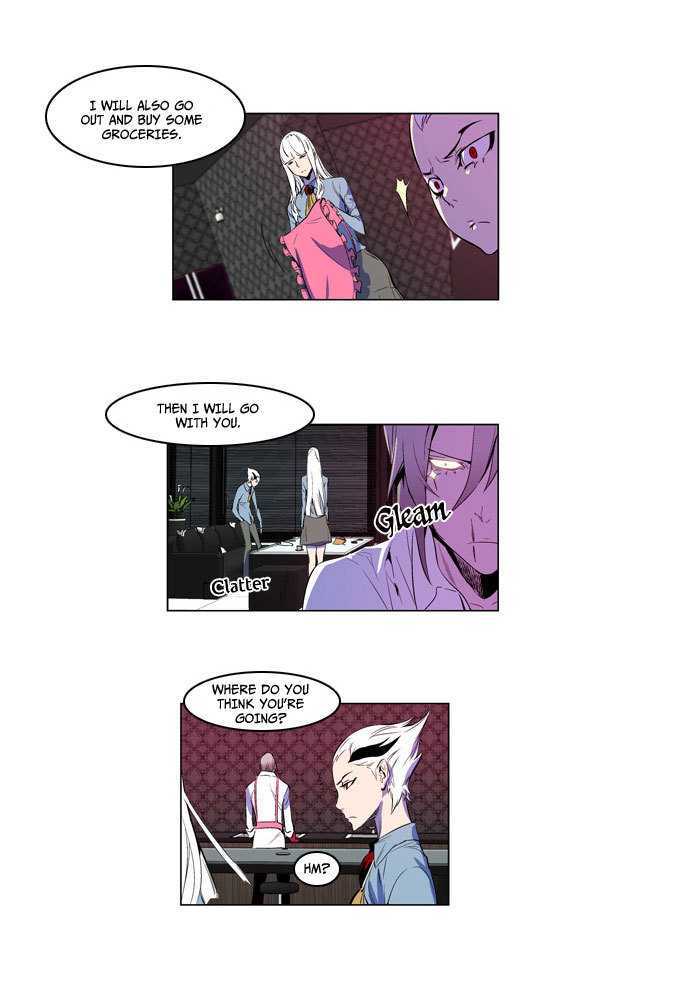 I WILL ALSO GO
OUT AND BUY SOME
GROCERIES.
THEN I WILL GO
WITH YOU.
Gleam
Clatter
WHERE DO YOU
THINK YOU'RE
GOING?
HM?